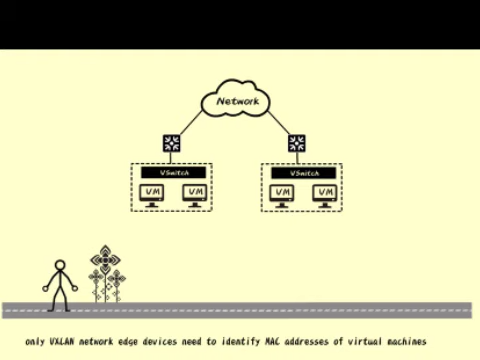 Network
VSwitch
VSwitch
VM
VM
VM
VM
only VXLAN network edge devices need to identify MAC addresses of virtual machines